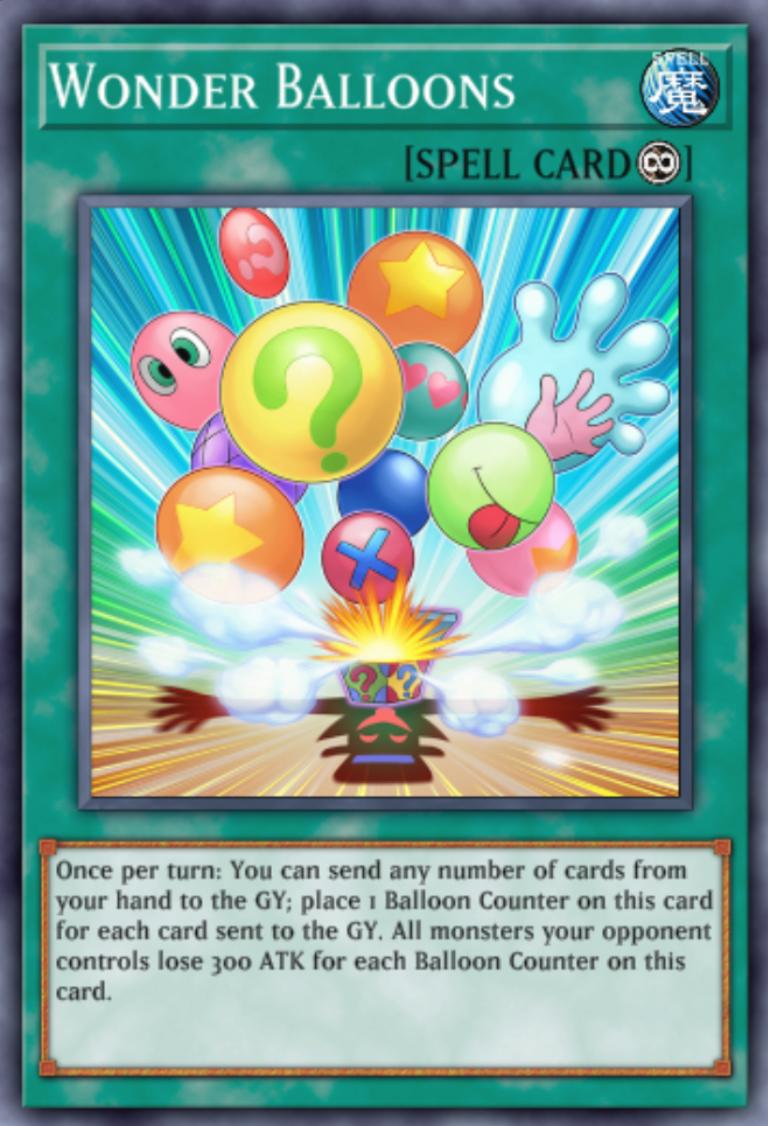 WONDER BALLOONS
SPELL
魔
[SPELL CARD∞]
?
?
?
?
Once per turn: You can send any number of cards from
your hand to the GY; place 1 Balloon Counter on this card
for each card sent to the GY. All monsters your opponent
controls lose 300 ATK for each Balloon Counter on this
card.